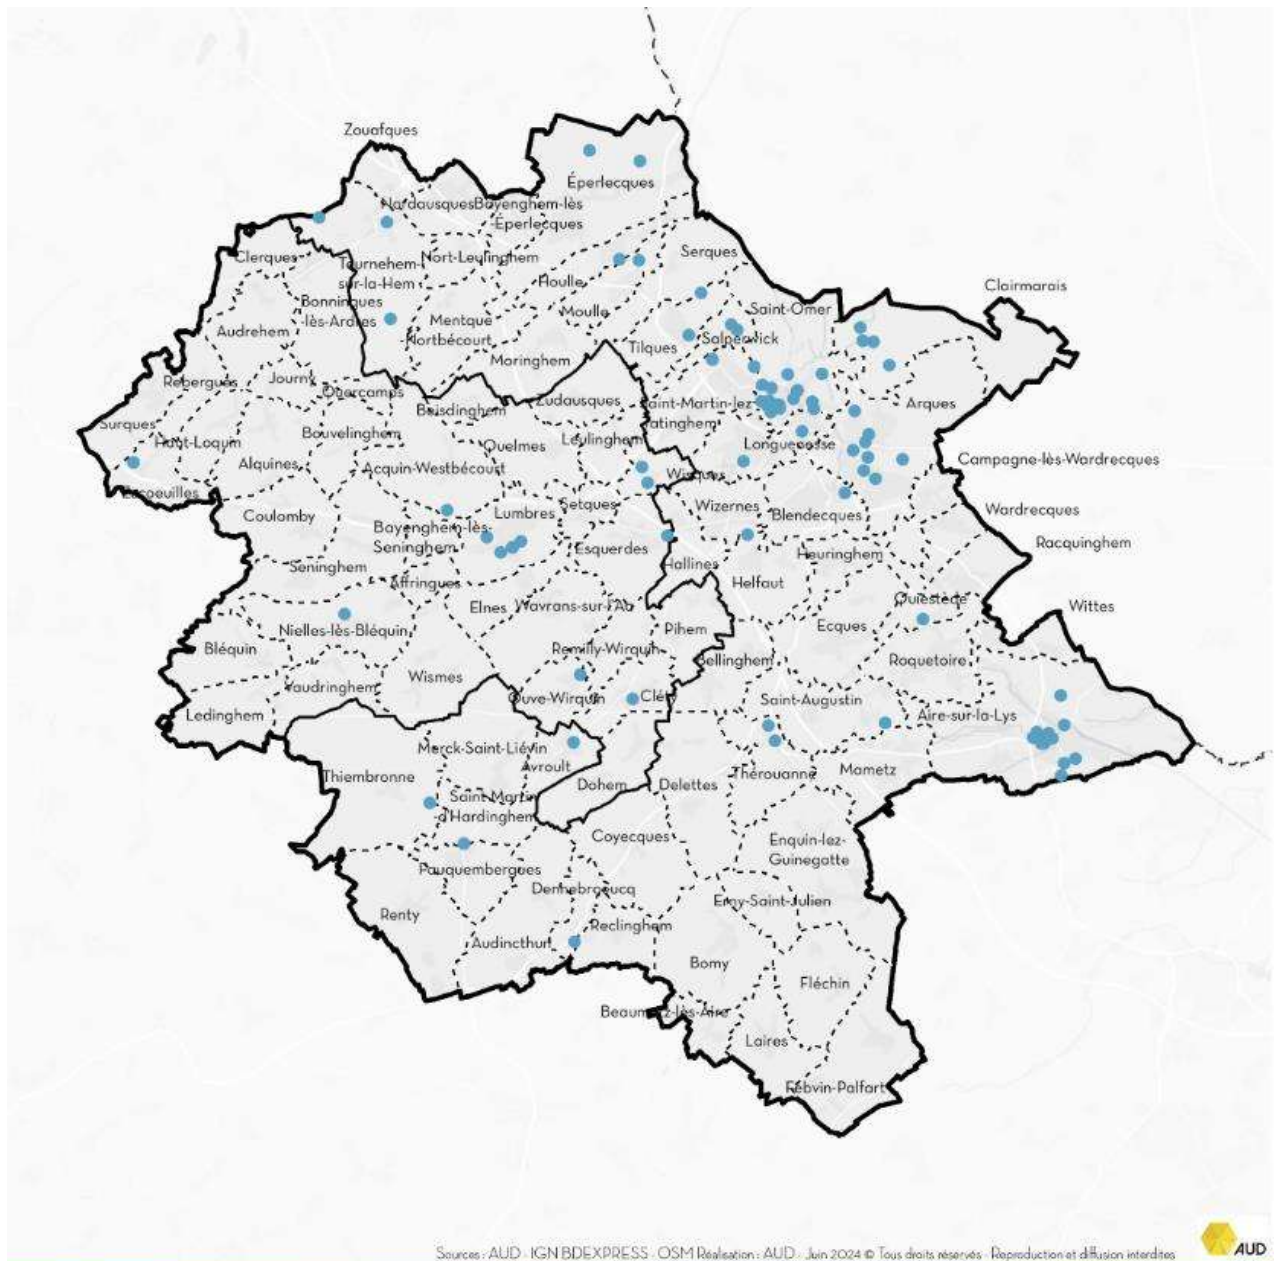 Zouafques
Éperlecques
Nordausques
Bayenghem-lès
-Éperlecques
Serques
Clerques
Tournehem-
sur-la-Hem
Nort-Leulinghem
Houlle
Clairmarais
Bonningues
-lès-Ardres
Saint-Omer
Moulle
Audrehem
Mentque
-Nortbécourt
Salperwick
Tilques
Moringhem
Rebergues
Journy
Quercamps
Boisdinghem
Zudausques
Saint-Martin-lez
-Tatinghem
Arques
Surques
Haut-Loquin
Bouvelinghem
Quelmes
Leulinghem
Longuenesse
Alquines
Acquin-Westbécourt
Wisques
Campagne-lès-Wardrecques
Escoeuilles
Coulomby
Lumbres
Setques
Wizernes
Blendecques
Wardrecques
Bayenghem-lès-
Seninghem
Esquerdes
Heuringhem
Racquinghem
Seninghem
Affringues
Hallines
Helfaut
Elnes
Wavrans-sur-l'Aa
Quiestède
Wittes
Nielles-lès-Bléquin
Pihem
Ecques
Bléquin
Remilly-Wirquin
Bellinghem
Roquetoire
Vaudringhem
Wismes
Ouve-Wirquin
Cléty
Saint-Augustin
Ledinghem
Aire-sur-la-Lys
Merck-Saint-Liévin
Avroult
Thiembronne
Dohem
Delettes
Thérouanne
Mametz
Saint-Martin
-d'Hardinghem
Coyecques
Enquin-lez-
Guinegatte
Fauquembergues
Dennebroeucq
Erny-Saint-Julien
Renty
Audincthun
Reclinghem
Bomy
Fléchin
Beaumetz-lès-Aire
Laires
Febvin-Palfart
Sources : AUD - IGN BDEXPRESS - OSM Réalisation : AUD - Juin 2024 © Tous droits réservés - Reproduction et diffusion interdites
AUD